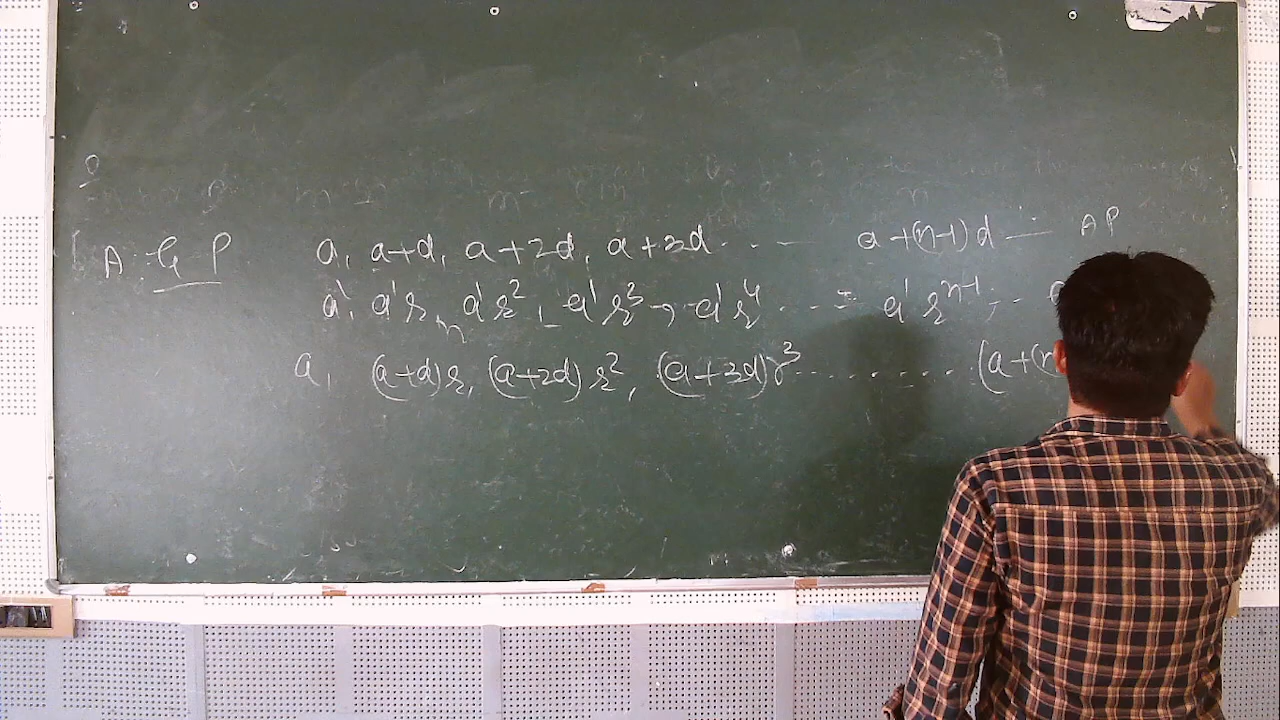 A. G P a, a+d, a+2d, a+3d ... — a+(n-1)d — AP
a', a'r, a'r², a'r³, a'r⁴ ... a'rⁿ⁻¹, ..
a, (a+d)r, (a+2d)r², (a+3d)r³ ......... (a+(n